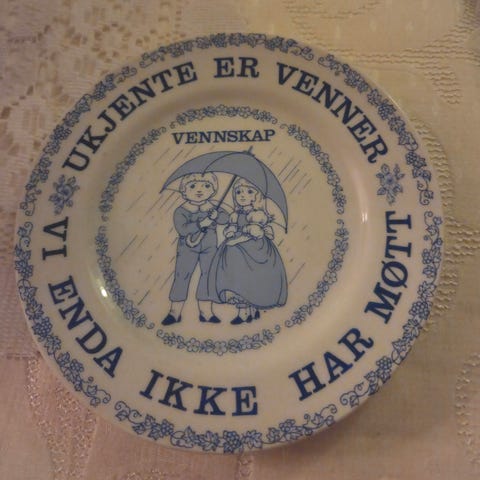 UKJENTE ER VENNER
VI ENDA IKKE HAR MØTT
VENNSKAP